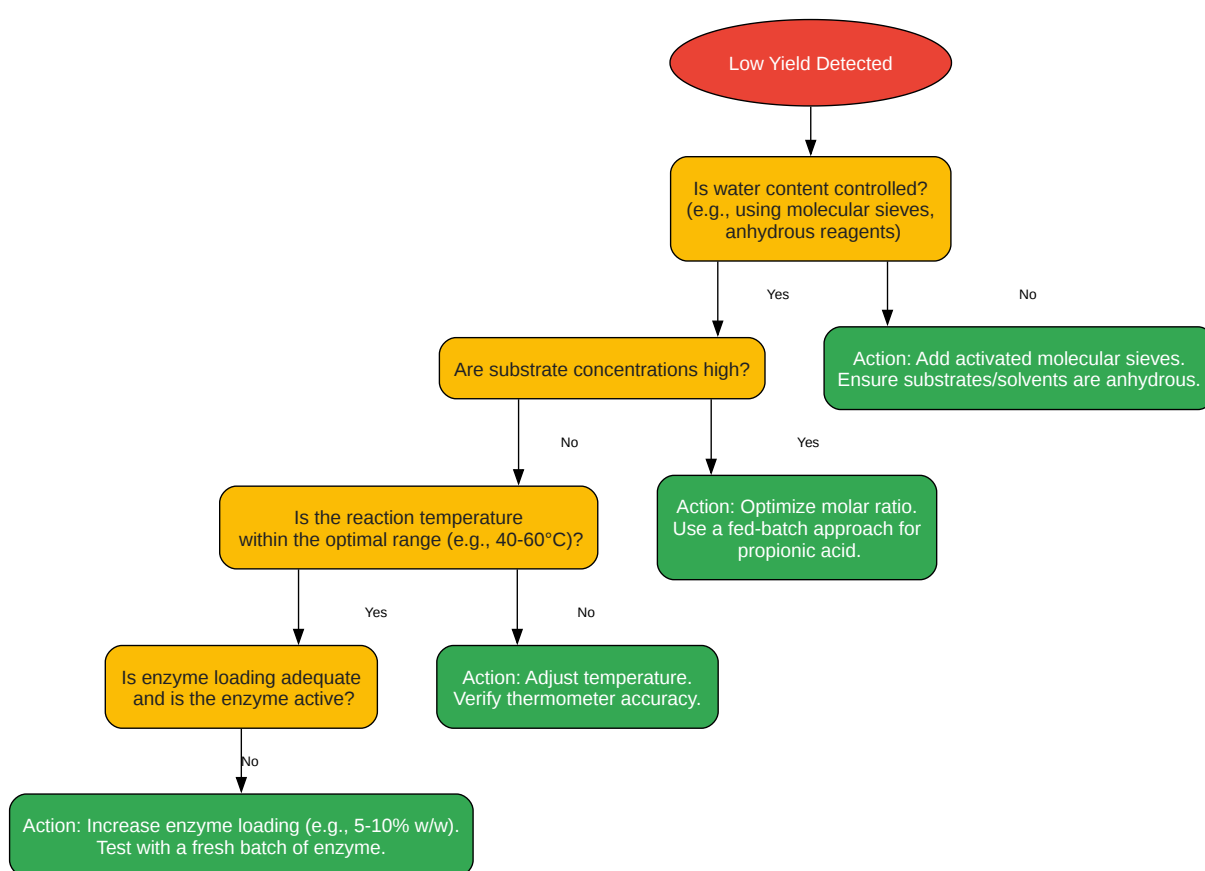 Low Yield Detected
Is water content controlled?
(e.g., using molecular sieves,
anhydrous reagents)
Yes
No
Action: Add activated molecular sieves.
Ensure substrates/solvents are anhydrous.
Are substrate concentrations high?
No
Yes
Action: Optimize molar ratio.
Use a fed-batch approach for
propionic acid.
Is the reaction temperature
within the optimal range (e.g., 40-60°C)?
Yes
No
Is enzyme loading adequate
and is the enzyme active?
Action: Adjust temperature.
Verify thermometer accuracy.
No
Action: Increase enzyme loading (e.g., 5-10% w/w).
Test with a fresh batch of enzyme.